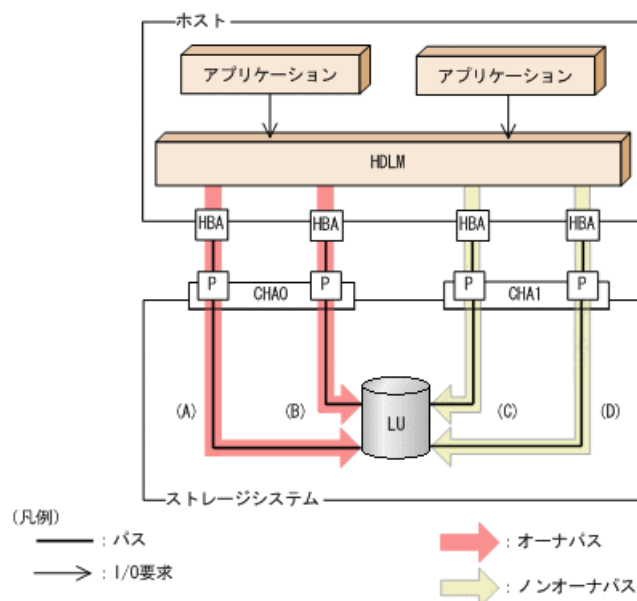 ホスト
アプリケーション
アプリケーション
HDLM
HBA
HBA
HBA
HBA
P
CHA0
P
P
CHA1
P
(A)
(B)
LU
(C)
(D)
ストレージシステム
(凡例)
: パス
: I/O要求
: オーナパス
: ノンオーナパス